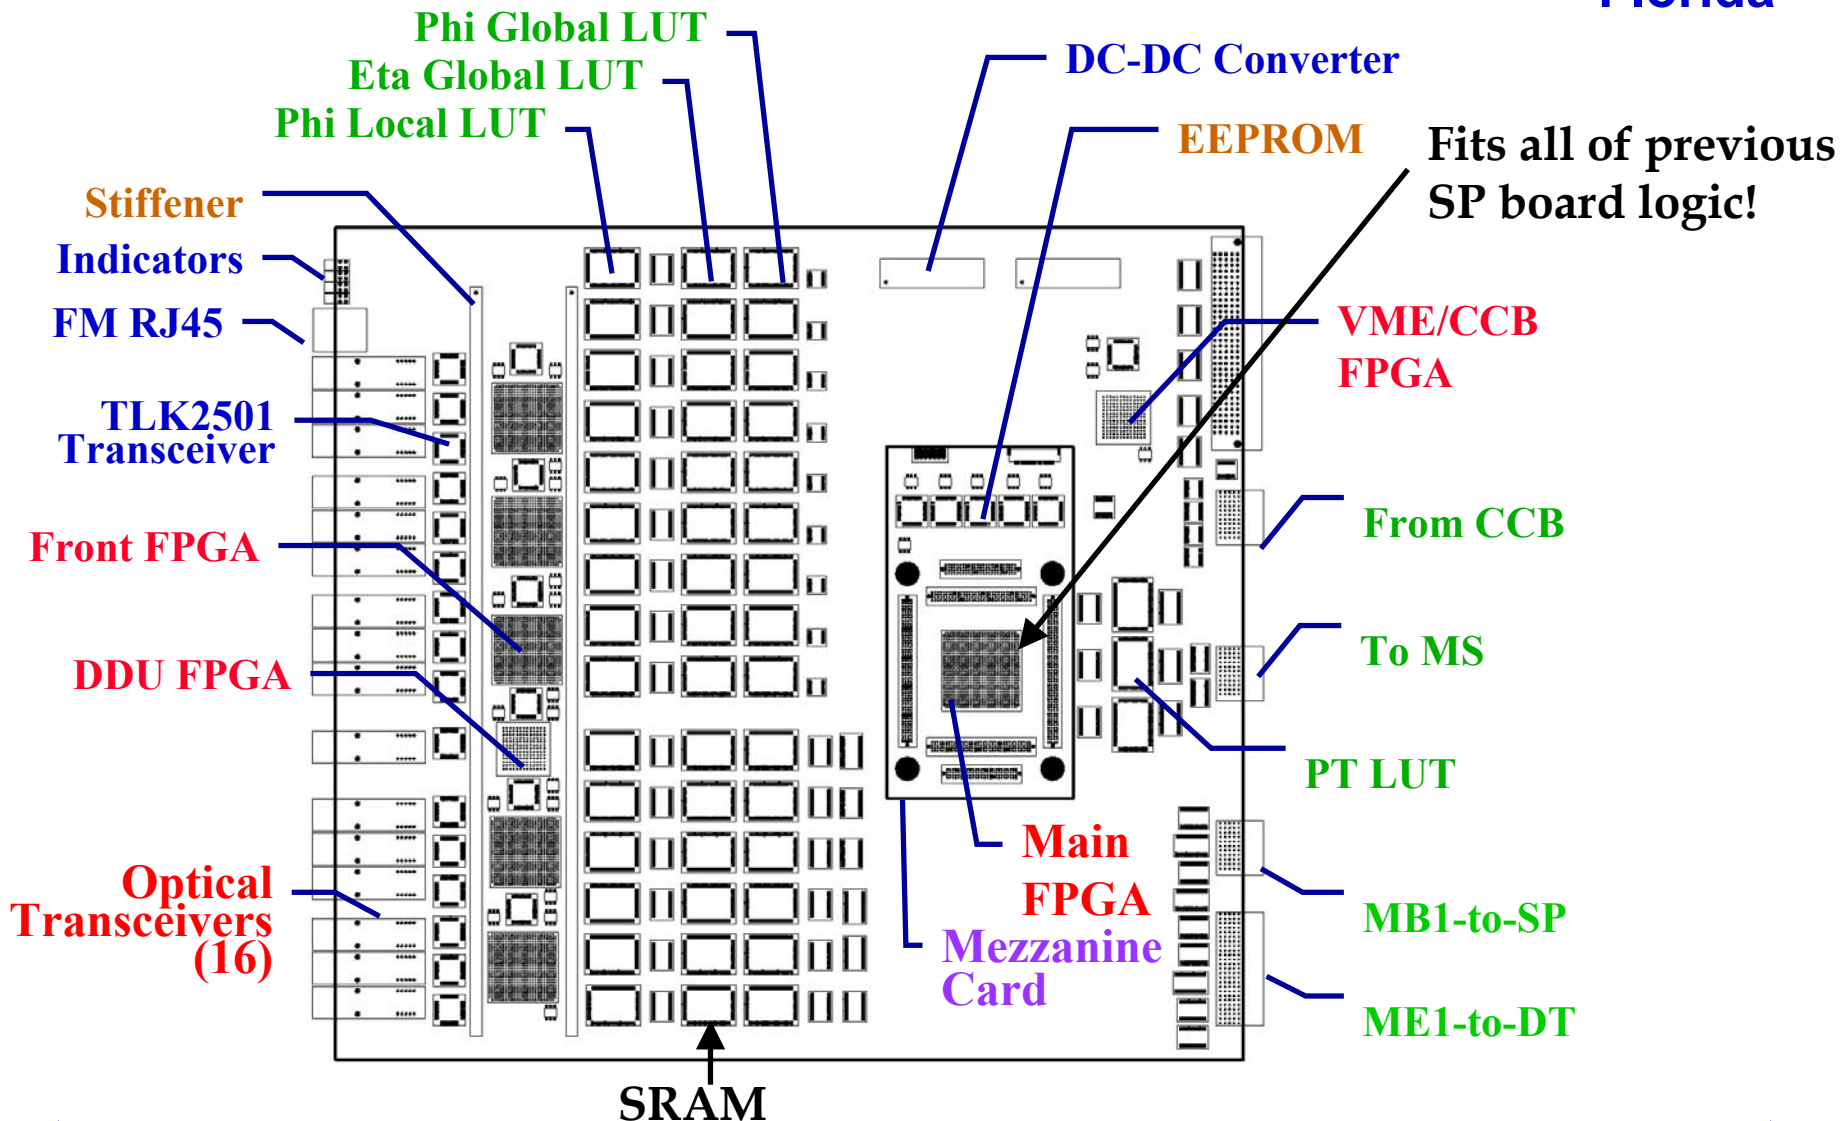 Florida
Phi Global LUT
Eta Global LUT
Phi Local LUT
DC-DC Converter
EEPROM
Fits all of previous
SP board logic!
Stiffener
Indicators
FM RJ45
TLK2501
Transceiver
Front FPGA
DDU FPGA
Optical
Transceivers
(16)
VME/CCB
FPGA
From CCB
To MS
PT LUT
Main
FPGA
Mezzanine
Card
MB1-to-SP
ME1-to-DT
SRAM